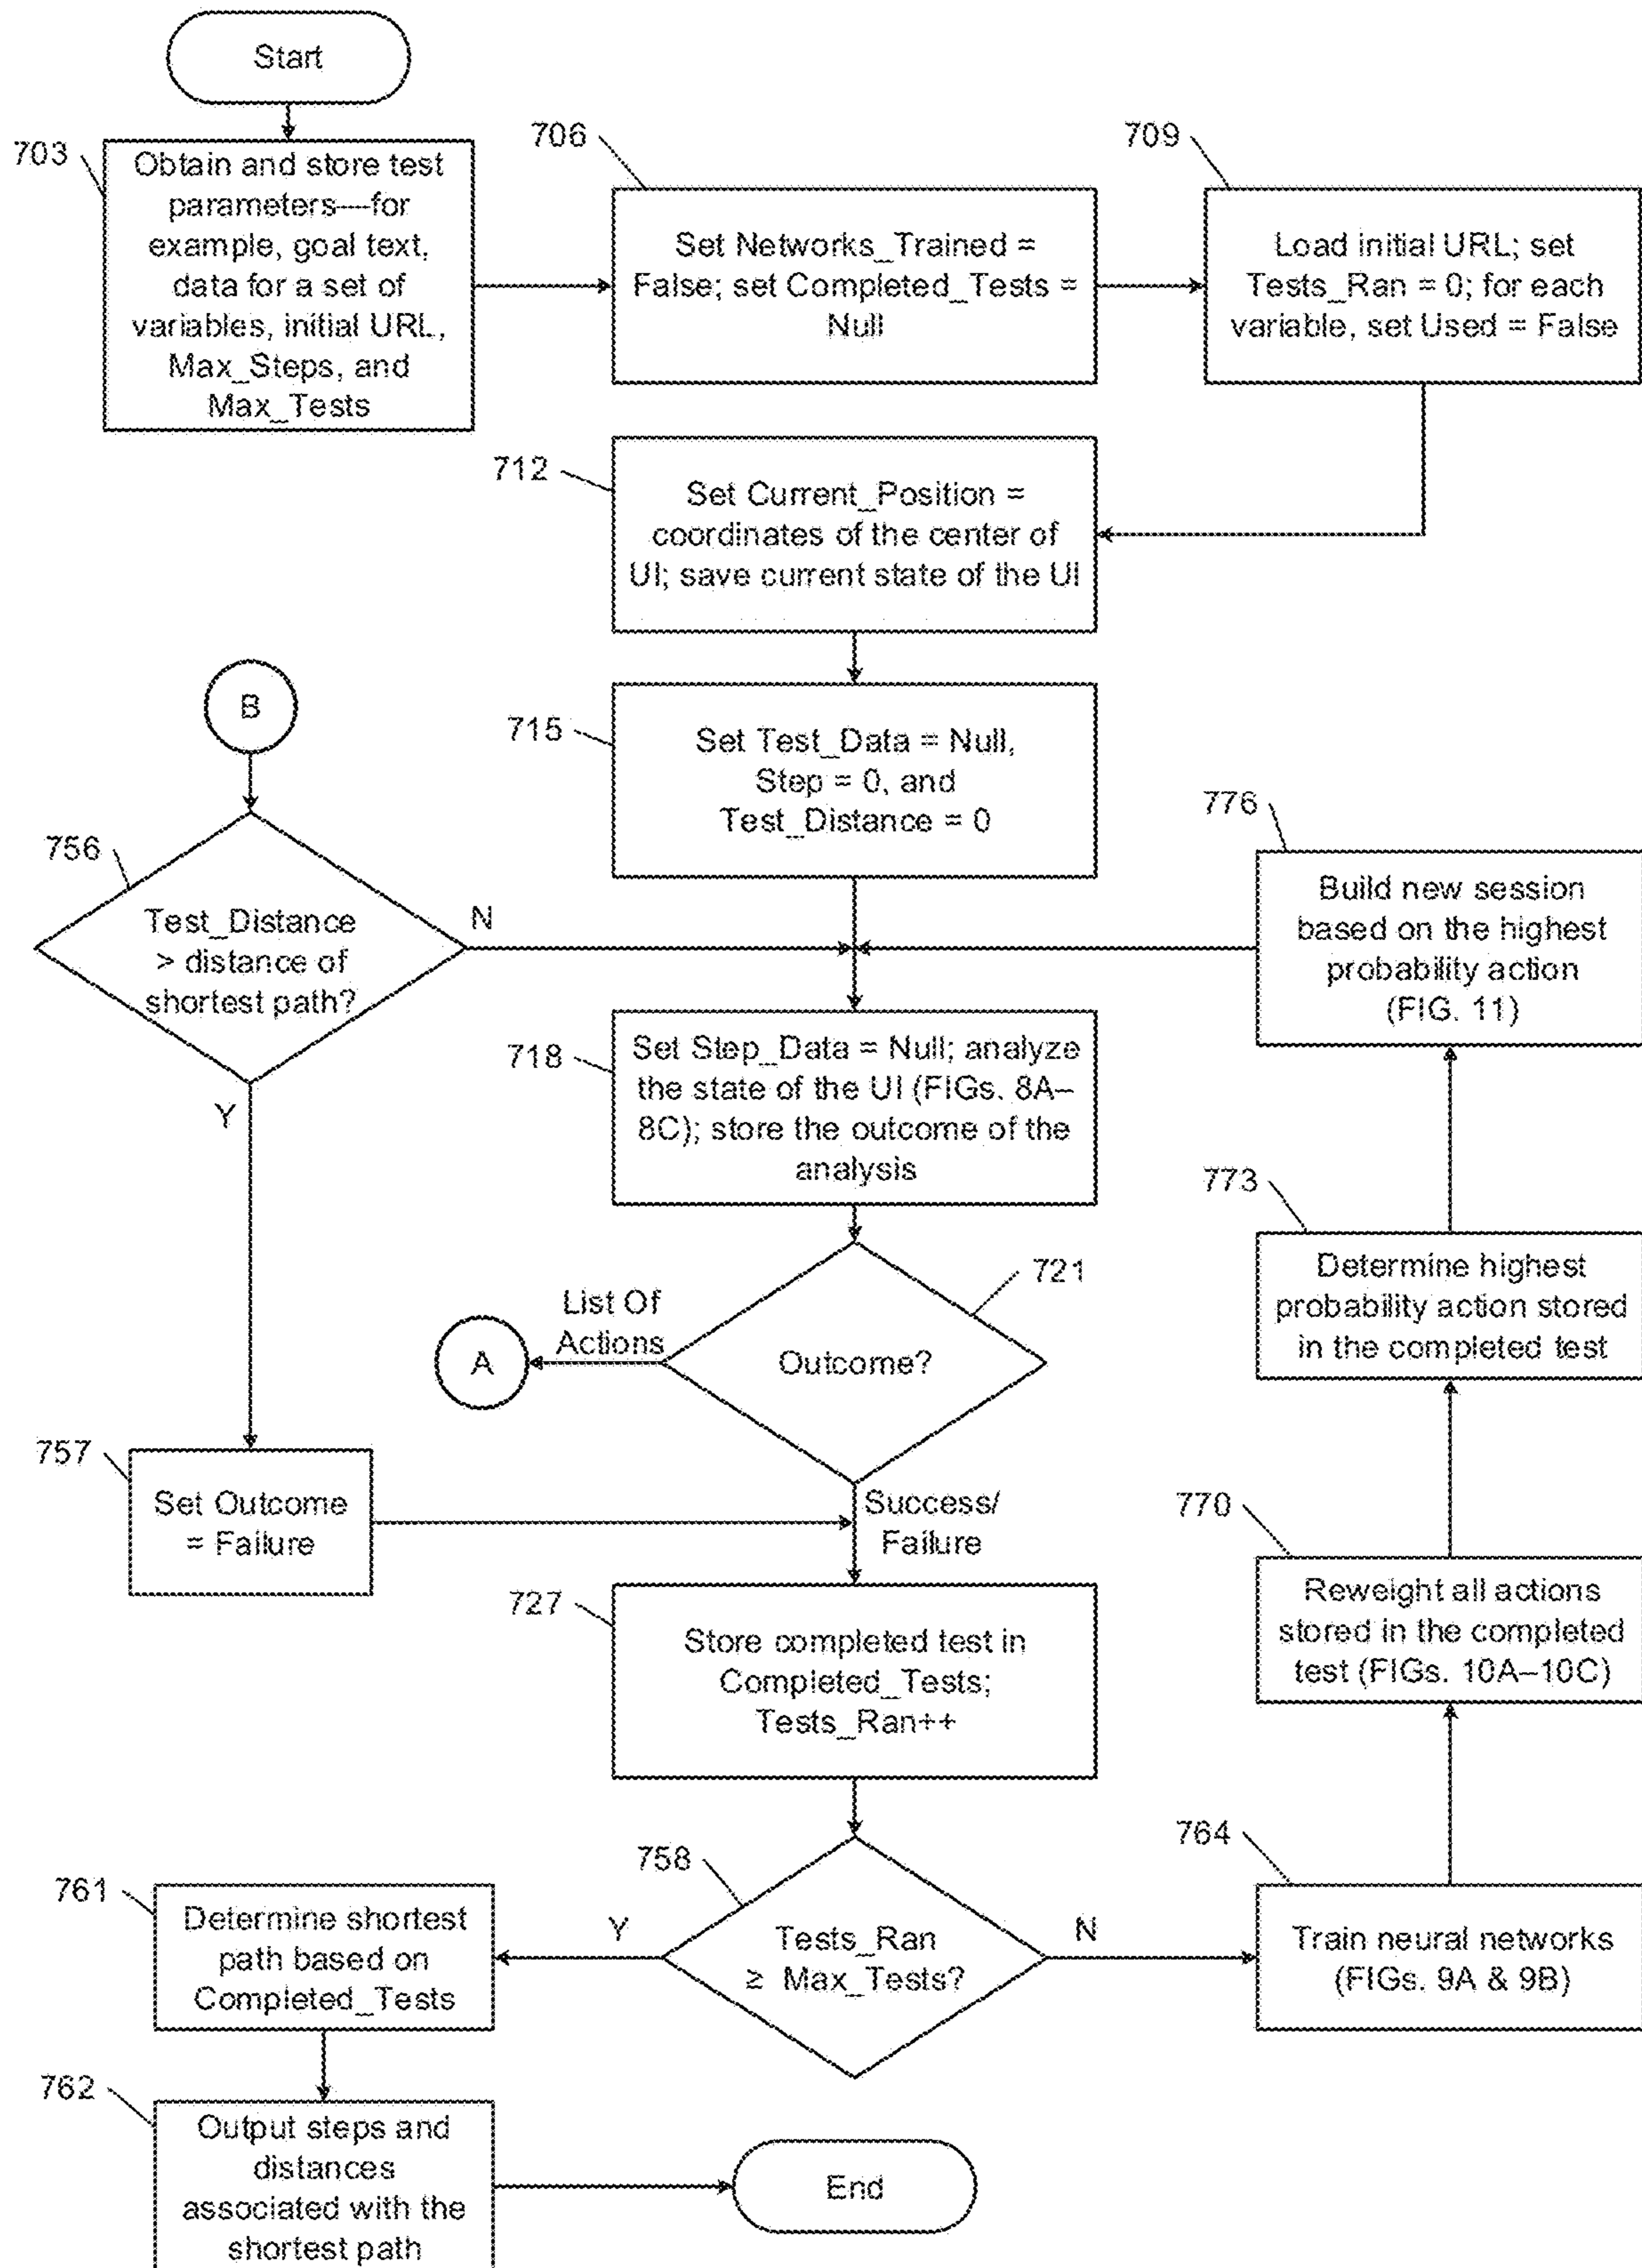 Start
703
Obtain and store test
parameters—for
example, goal text,
data for a set of
variables, initial URL,
Max_Steps, and
Max_Tests
706
Set Networks_Trained =
False; set Completed_Tests =
Null
709
Load initial URL; set
Tests_Ran = 0; for each
variable, set Used = False
712
Set Current_Position =
coordinates of the center of
UI; save current state of the UI
B
715
Set Test_Data = Null,
Step = 0, and
Test_Distance = 0
756
Test_Distance
> distance of
shortest path?
N
Y
776
Build new session
based on the highest
probability action
(FIG. 11)
718
Set Step_Data = Null; analyze
the state of the UI (FIGs. 8A–
8C); store the outcome of the
analysis
773
Determine highest
probability action stored
in the completed test
721
Outcome?
List Of
Actions
A
Success/
Failure
757
Set Outcome
= Failure
770
Reweight all actions
stored in the completed
test (FIGs. 10A–10C)
727
Store completed test in
Completed_Tests;
Tests_Ran++
758
Tests_Ran
≥ Max_Tests?
Y
N
764
Train neural networks
(FIGs. 9A & 9B)
761
Determine shortest
path based on
Completed_Tests
762
Output steps and
distances
associated with the
shortest path
End